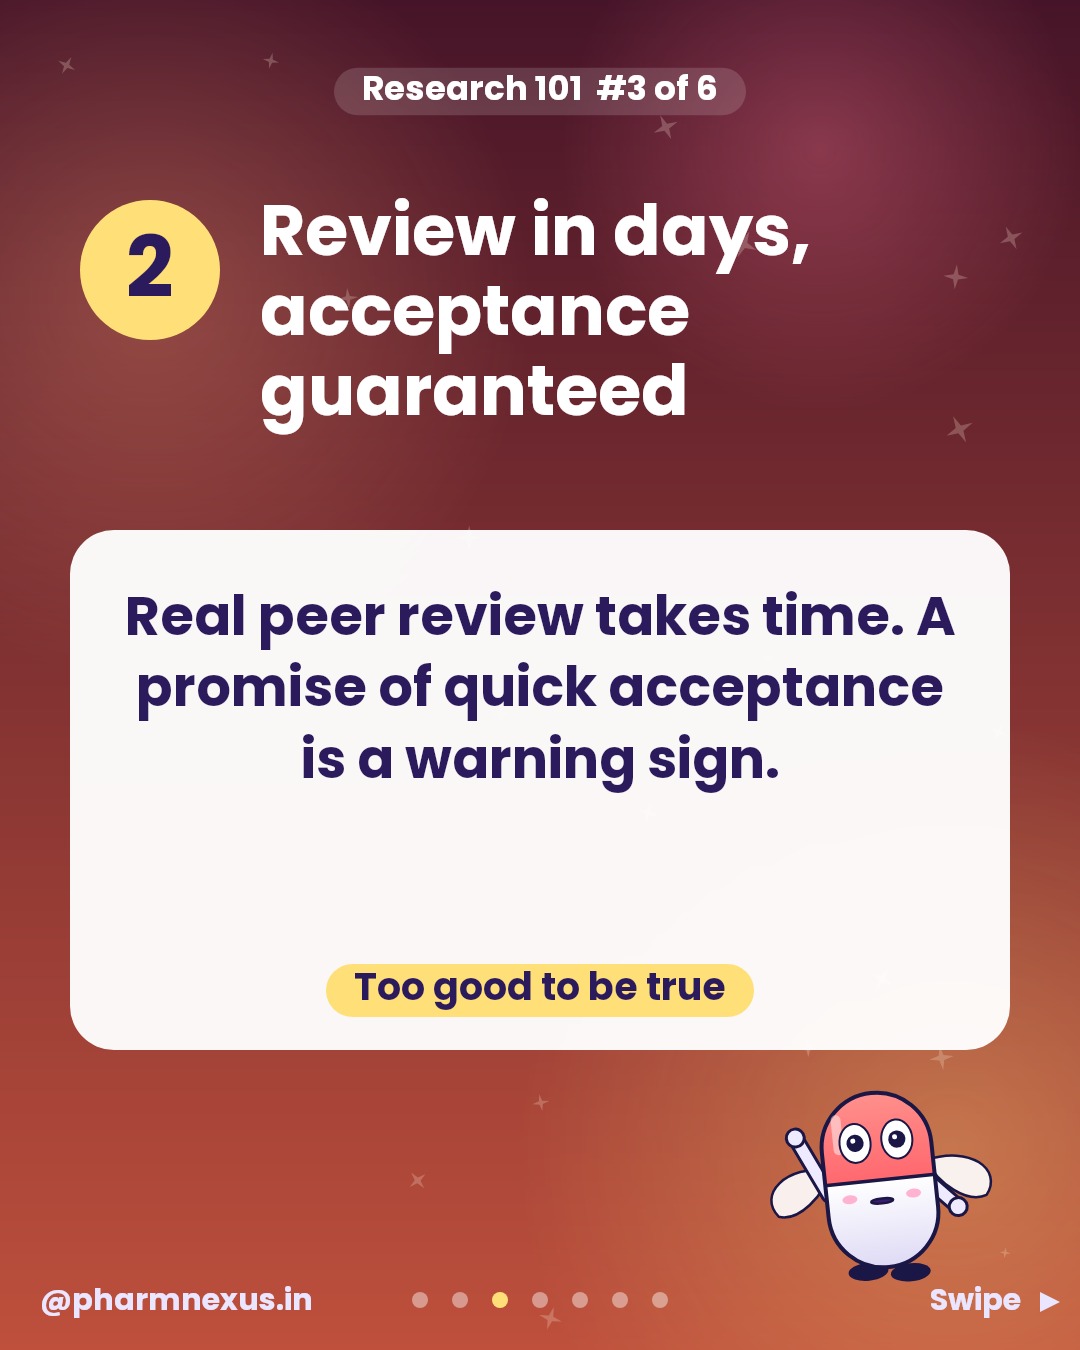 Research 101 #3 of 6
2
Review in days,
acceptance
guaranteed
Real peer review takes time. A
promise of quick acceptance
is a warning sign.
Too good to be true
@pharmnexus.in
Swipe ▶